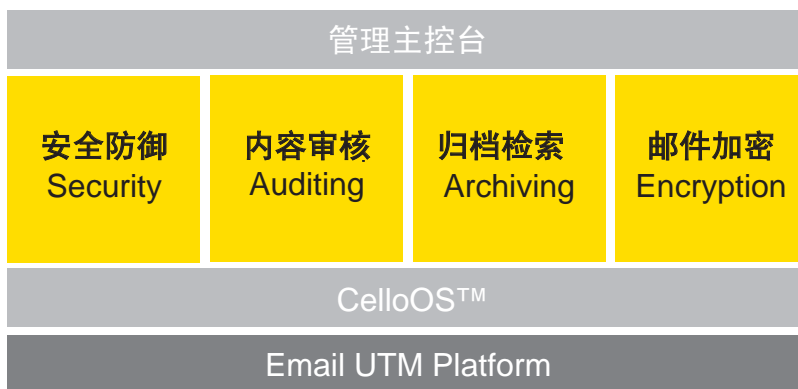 管理主控台
安全防御
Security
内容审核
Auditing
归档检索
Archiving
邮件加密
Encryption
CelloOS™
Email UTM Platform